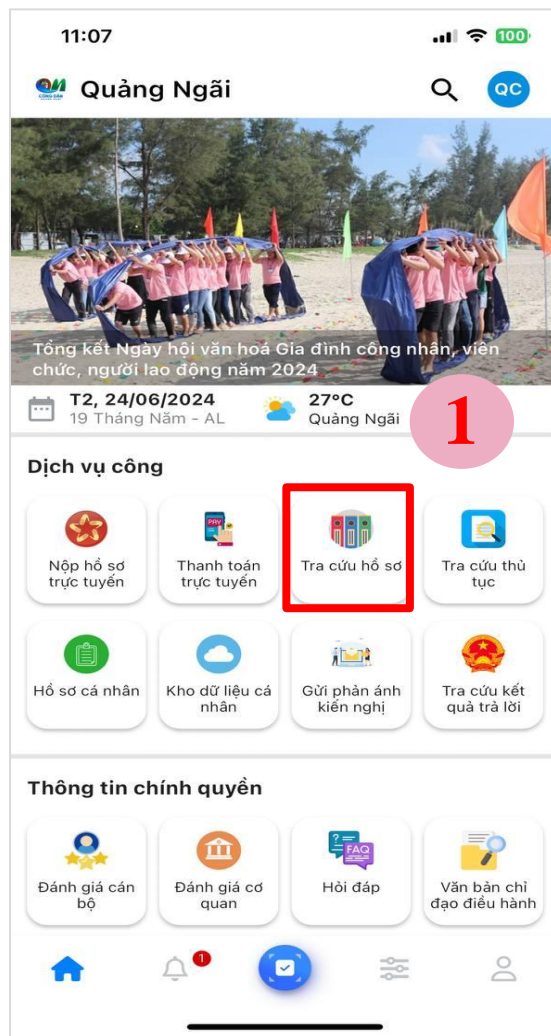 11:07
100
CÔNG DÂN
Quảng Ngãi
QC
Tổng kết Ngày hội văn hoá Gia đình công nhân, viên
chức, người lao động năm 2024
T2, 24/06/2024
19 Tháng Năm - AL
27°C
Quảng Ngãi
1
Dịch vụ công
Nộp hồ sơ
trực tuyến
PAY
Thanh toán
trực tuyến
Tra cứu hồ sơ
Tra cứu thủ
tục
Hồ sơ cá nhân
Kho dữ liệu cá
nhân
Gửi phản ánh
kiến nghị
Tra cứu kết
quả trả lời
Thông tin chính quyền
Đánh giá cán
bộ
Đánh giá cơ
quan
FAQ
Hỏi đáp
Văn bản chỉ
đạo điều hành
1